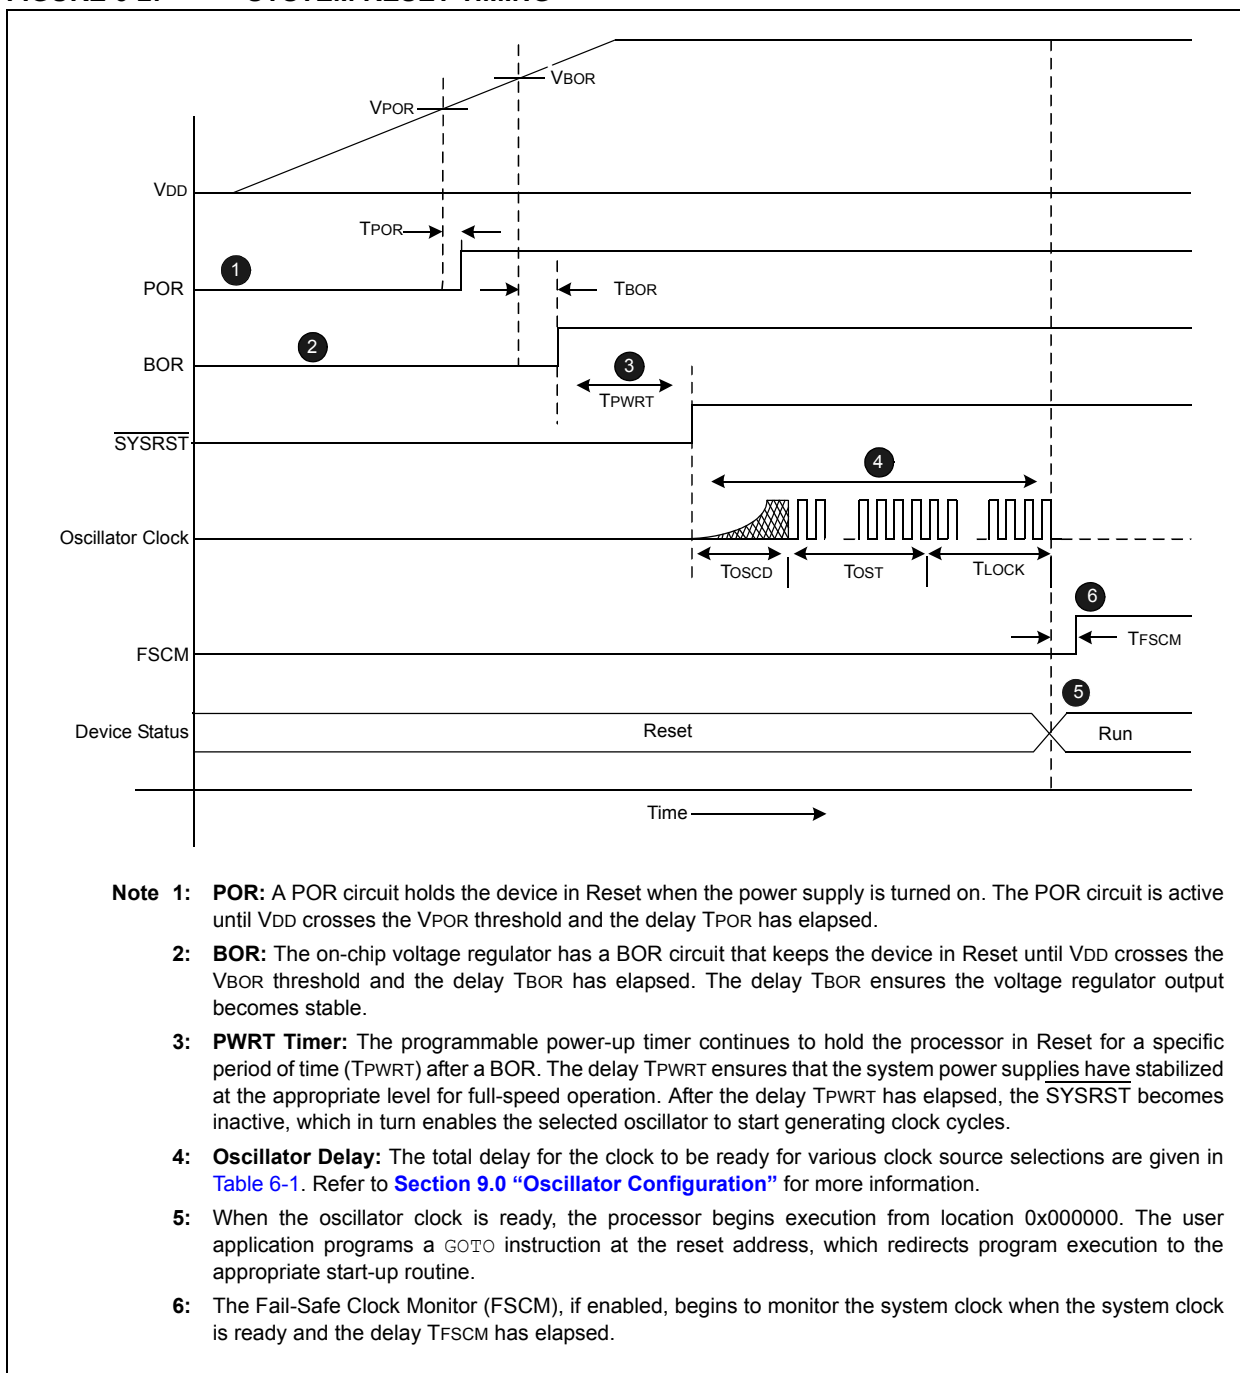 VBOR
VPOR
VDD
TPOR
1
POR
TBOR
2
BOR
3
TPWRT
SYSRST
4
Oscillator Clock
TOSCD
TOST
TLOCK
6
FSCM
TFSCM
5
Device Status
Reset
Run
Time
Note 1: POR: A POR circuit holds the device in Reset when the power supply is turned on. The POR circuit is active
until VDD crosses the VPOR threshold and the delay TPOR has elapsed.
2: BOR: The on-chip voltage regulator has a BOR circuit that keeps the device in Reset until VDD crosses the
VBOR threshold and the delay TBOR has elapsed. The delay TBOR ensures the voltage regulator output
becomes stable.
3: PWRT Timer: The programmable power-up timer continues to hold the processor in Reset for a specific
period of time (TPWRT) after a BOR. The delay TPWRT ensures that the system power supplies have stabilized
at the appropriate level for full-speed operation. After the delay TPWRT has elapsed, the SYSRST becomes
inactive, which in turn enables the selected oscillator to start generating clock cycles.
4: Oscillator Delay: The total delay for the clock to be ready for various clock source selections are given in
Table 6-1. Refer to Section 9.0 “Oscillator Configuration” for more information.
5: When the oscillator clock is ready, the processor begins execution from location 0x000000. The user
application programs a GOTO instruction at the reset address, which redirects program execution to the
appropriate start-up routine.
6: The Fail-Safe Clock Monitor (FSCM), if enabled, begins to monitor the system clock when the system clock
is ready and the delay TFSCM has elapsed.